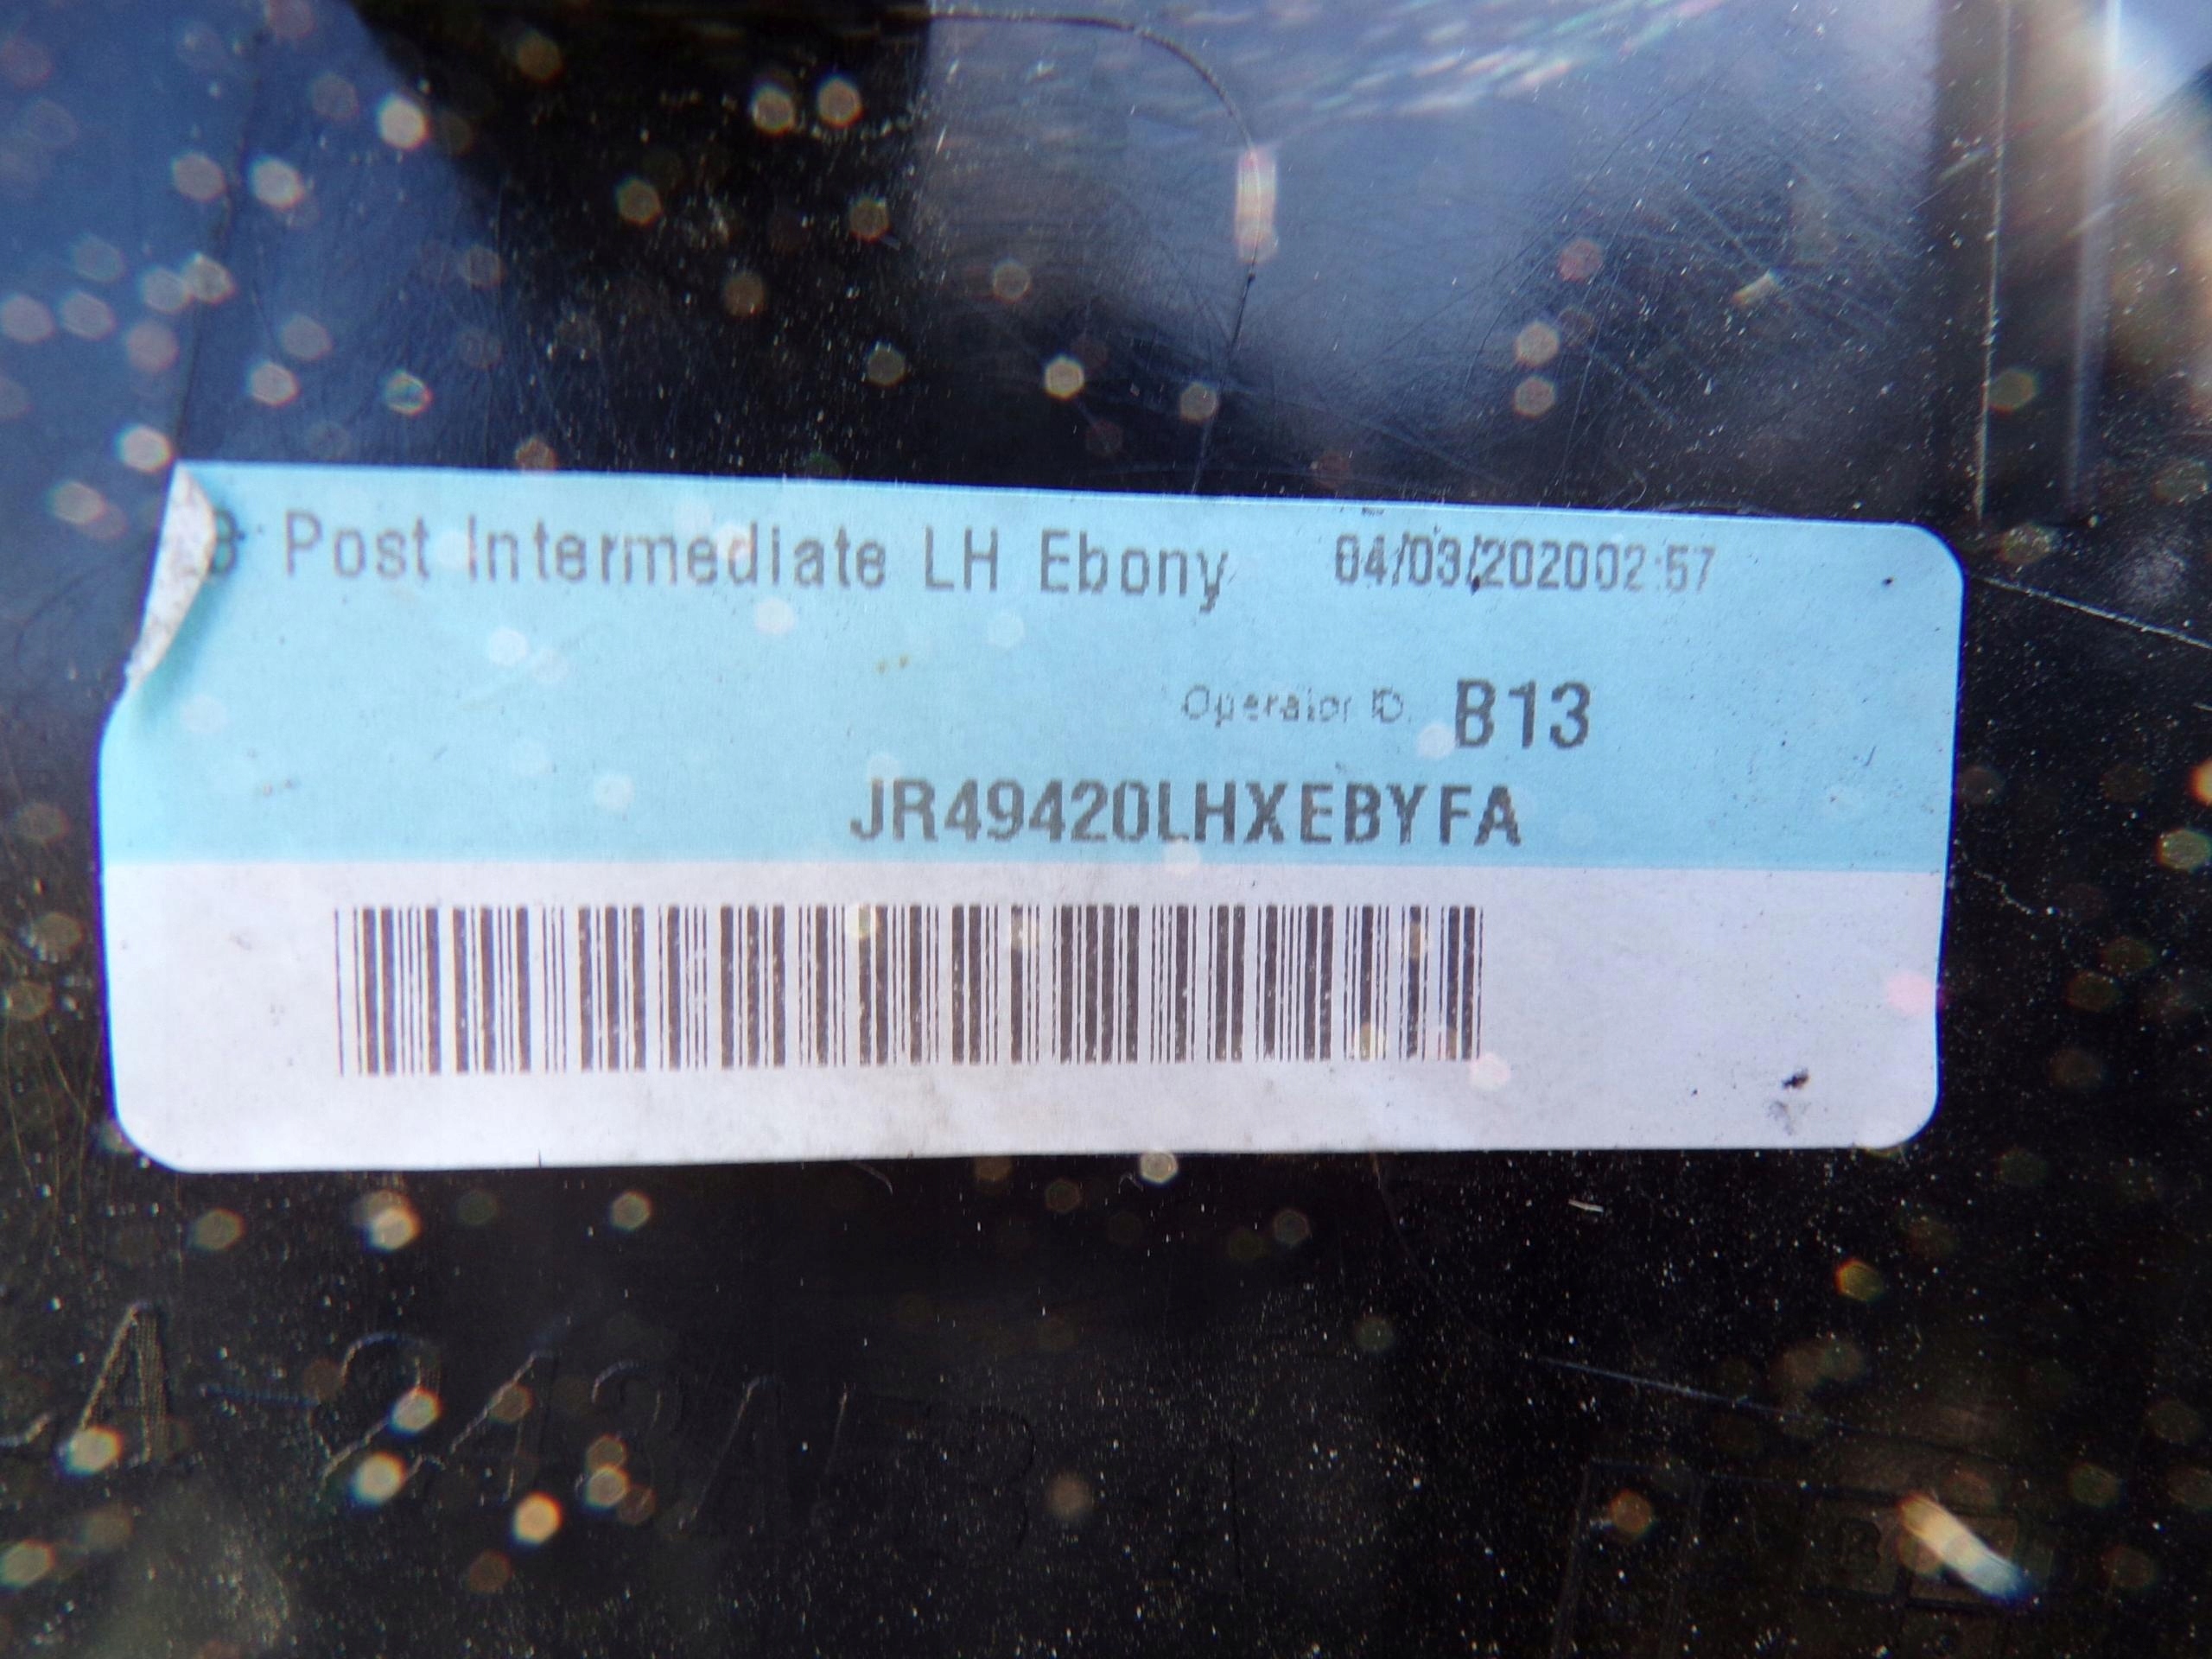 B Post Intermediate LH Ebony 04/03/202002:57
Operator ID. B13
JR49420LHXEBYFA